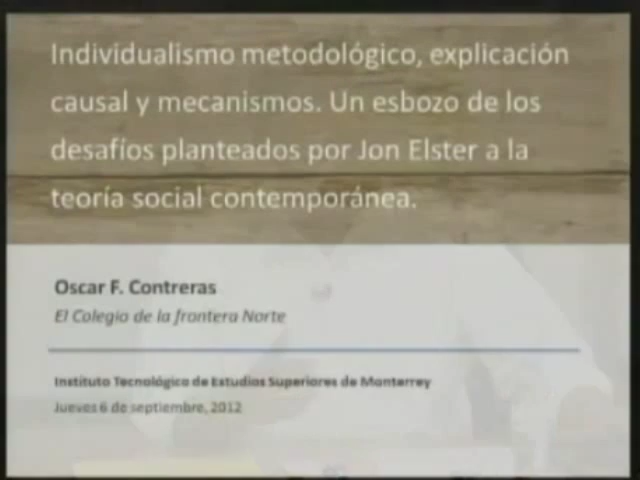 Individualismo metodológico, explicación
causal y mecanismos. Un esbozo de los
desafíos planteados por Jon Elster a la
teoría social contemporánea.
Oscar F. Contreras
El Colegio de la frontera Norte
Instituto Tecnológico de Estudios Superiores de Monterrey
Jueves 6 de septiembre, 2012